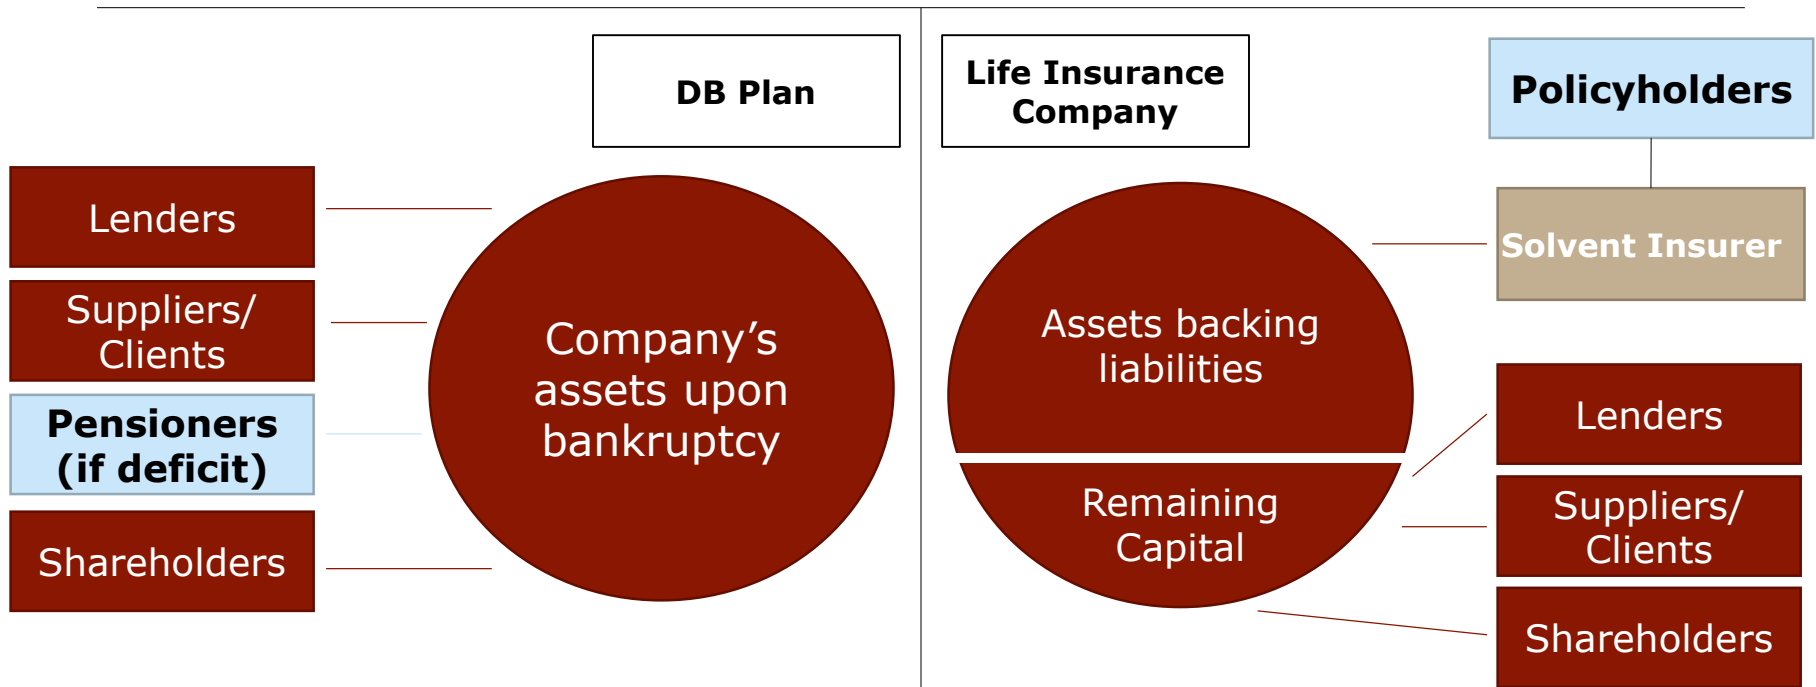 DB Plan
Lenders
Suppliers/
Clients
Pensioners
(if deficit)
Shareholders
Company’s
assets upon
bankruptcy
Life Insurance
Company
Policyholders
Solvent Insurer
Assets backing
liabilities
Remaining
Capital
Lenders
Suppliers/
Clients
Shareholders